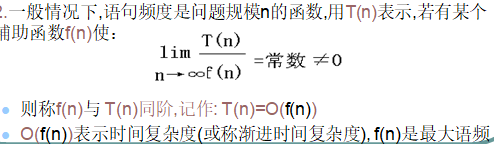 2.一般情况下,语句频度是问题规模n的函数,用T(n)表示,若有某个
辅助函数f(n)使:
lim T(n)/f(n) =常数 ≠0
n→∞
则称f(n)与 T(n)同阶,记作: T(n)=O(f(n))
O(f(n))表示时间复杂度(或称渐进时间复杂度), f(n)是最大语频